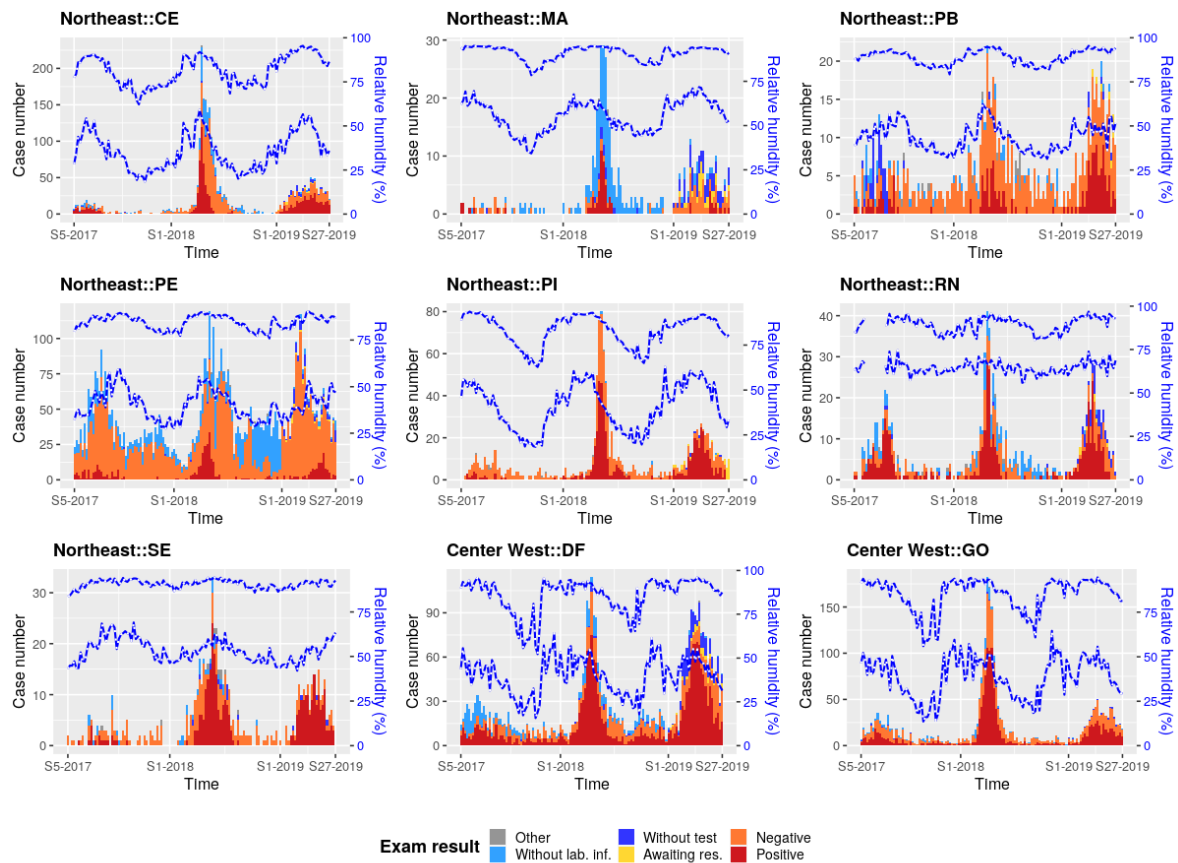 Northeast::CE
Case number
200
150
100
50
0
100
75
50
25
0
Relative humidity (%)
S5-2017 S1-2018 S1-2019 S27-2019
Time
Northeast::MA
Case number
30
20
10
0
100
75
50
25
0
Relative humidity (%)
S5-2017 S1-2018 S1-2019 S27-2019
Time
Northeast::PB
Case number
20
15
10
5
0
100
75
50
25
0
Relative humidity (%)
S5-2017 S1-2018 S1-2019 S27-2019
Time
Northeast::PE
Case number
100
75
50
25
0
75
50
25
0
Relative humidity (%)
S5-2017 S1-2018 S1-2019 S27-2019
Time
Northeast::PI
Case number
80
60
40
20
0
75
50
25
0
Relative humidity (%)
S5-2017 S1-2018 S1-2019 S27-2019
Time
Northeast::RN
Case number
40
30
20
10
0
100
75
50
25
0
Relative humidity (%)
S5-2017 S1-2018 S1-2019 S27-2019
Time
Northeast::SE
Case number
30
20
10
0
75
50
25
0
Relative humidity (%)
S5-2017 S1-2018 S1-2019 S27-2019
Time
Center West::DF
Case number
90
60
30
0
100
75
50
25
0
Relative humidity (%)
S5-2017 S1-2018 S1-2019 S27-2019
Time
Center West::GO
Case number
150
100
50
0
75
50
25
0
Relative humidity (%)
S5-2017 S1-2018 S1-2019 S27-2019
Time
Exam result
Other Without test Negative
Without lab. inf. Awaiting res. Positive